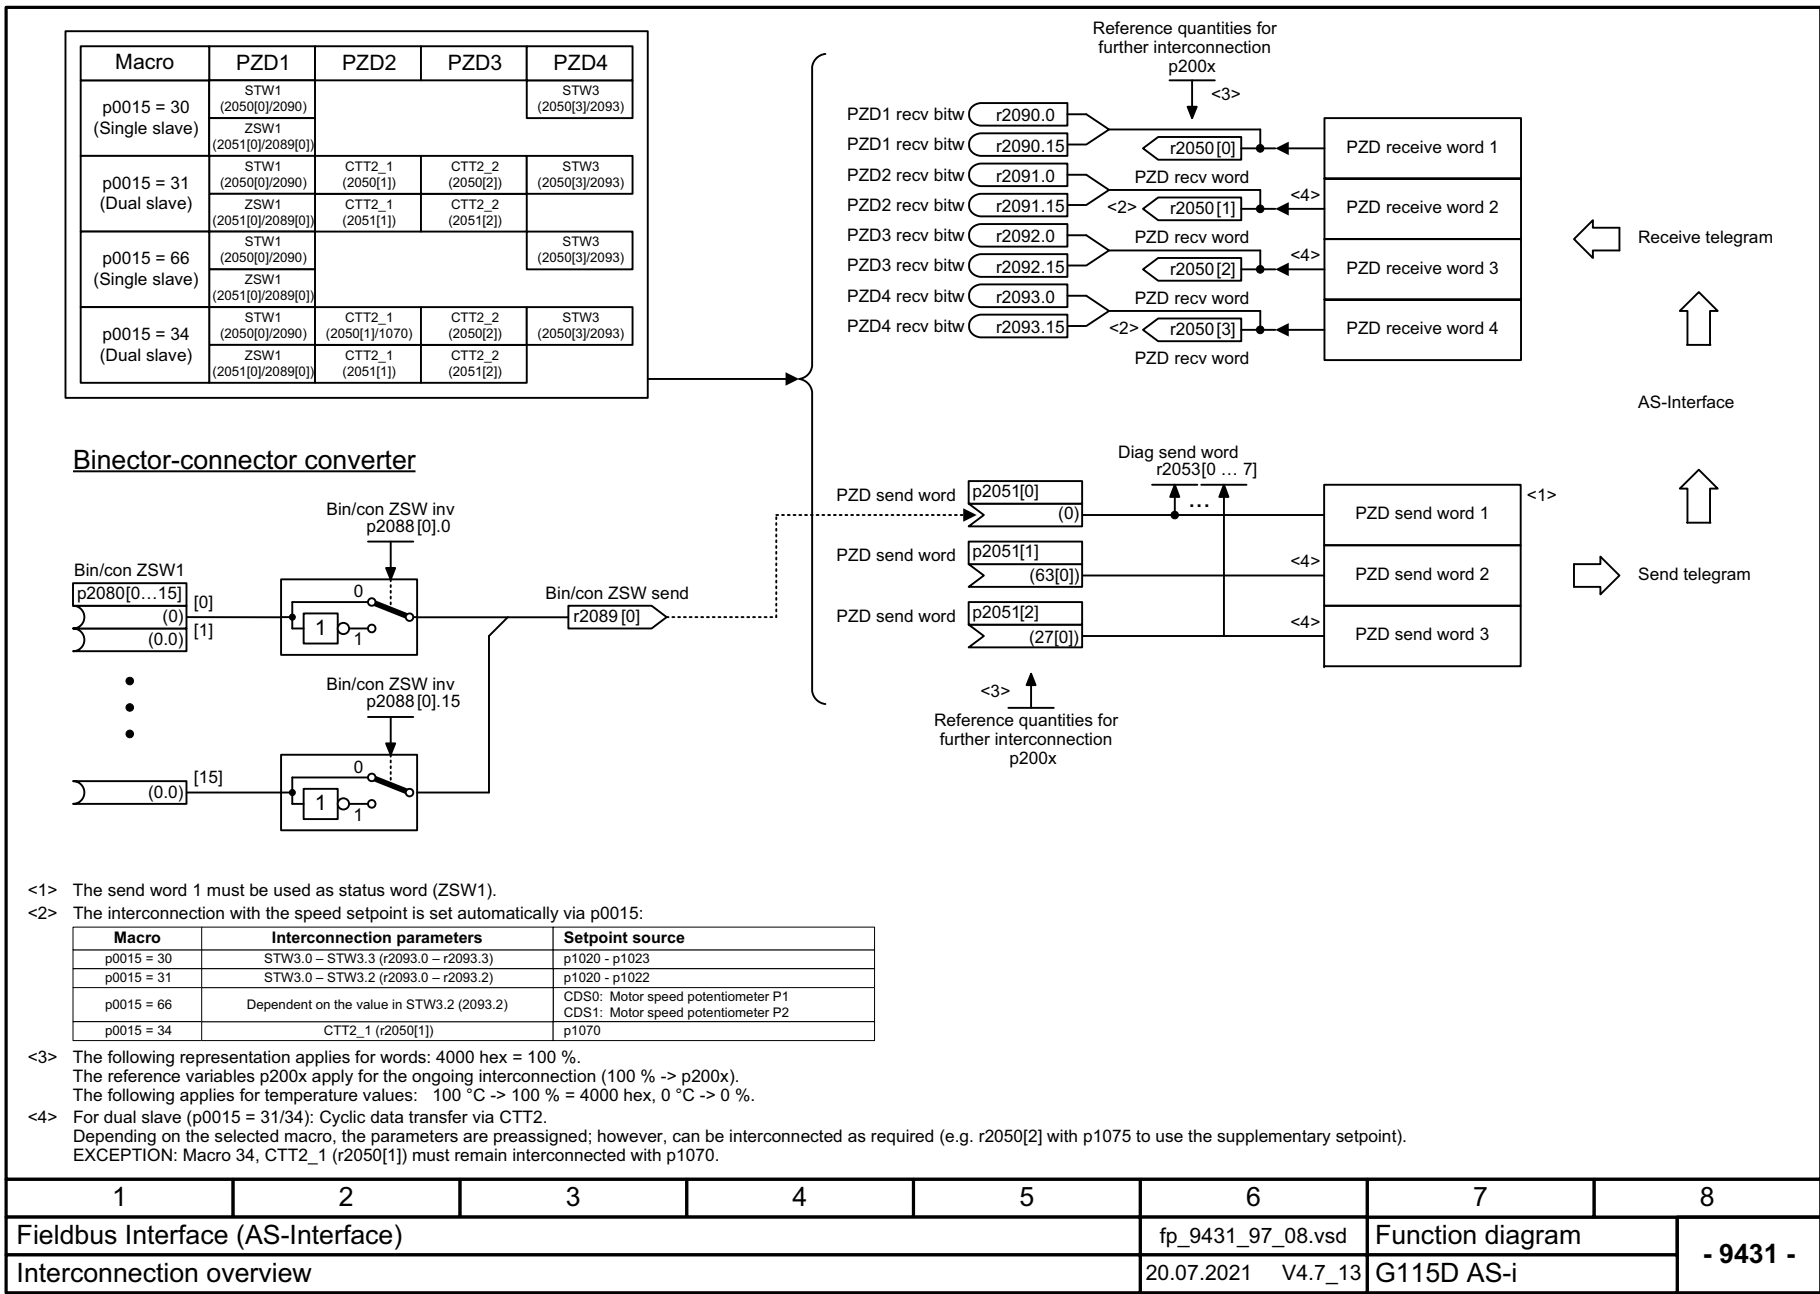 Macro PZD1 PZD2 PZD3 PZD4
p0015 = 30
(Single slave)
STW1
(2050[0]/2090)
STW3
(2050[3]/2093)
ZSW1
(2051[0]/2089[0])
p0015 = 31
(Dual slave)
STW1
(2050[0]/2090)
CTT2_1
(2050[1])
CTT2_2
(2050[2])
STW3
(2050[3]/2093)
ZSW1
(2051[0]/2089[0])
CTT2_1
(2051[1])
CTT2_2
(2051[2])
p0015 = 66
(Single slave)
STW1
(2050[0]/2090)
STW3
(2050[3]/2093)
ZSW1
(2051[0]/2089[0])
p0015 = 34
(Dual slave)
STW1
(2050[0]/2090)
CTT2_1
(2050[1]/1070)
CTT2_2
(2050[2])
STW3
(2050[3]/2093)
ZSW1
(2051[0]/2089[0])
CTT2_1
(2051[1])
CTT2_2
(2051[2])
Reference quantities for
further interconnection
p200x
<3>
PZD1 recv bitw r2090.0
PZD1 recv bitw r2090.15
r2050[0]
PZD recv word
PZD receive word 1
PZD2 recv bitw r2091.0
PZD2 recv bitw r2091.15
<2> r2050[1] <4>
PZD recv word
PZD receive word 2
PZD3 recv bitw r2092.0
PZD3 recv bitw r2092.15
r2050[2] <4>
PZD recv word
PZD receive word 3
PZD4 recv bitw r2093.0
PZD4 recv bitw r2093.15
<2> r2050[3]
PZD recv word
PZD receive word 4
Receive telegram
AS-Interface
Send telegram
Binector-connector converter
Bin/con ZSW inv
p2088[0].0
Bin/con ZSW1
p2080[0…15]
(0) [0]
(0.0) [1]
0
1
1
Bin/con ZSW send
r2089[0]
Bin/con ZSW inv
p2088[0].15
(0.0) [15]
0
1
1
Diag send word
r2053[0 … 7]
...
PZD send word p2051[0]
(0)
PZD send word 1 <1>
PZD send word p2051[1]
(63[0]) <4>
PZD send word 2
PZD send word p2051[2]
(27[0]) <4>
PZD send word 3
<3>
Reference quantities for
further interconnection
p200x
<1> The send word 1 must be used as status word (ZSW1).
<2> The interconnection with the speed setpoint is set automatically via p0015:
Macro Interconnection parameters Setpoint source
p0015 = 30 STW3.0 – STW3.3 (r2093.0 – r2093.3) p1020 - p1023
p0015 = 31 STW3.0 – STW3.2 (r2093.0 – r2093.2) p1020 - p1022
p0015 = 66 Dependent on the value in STW3.2 (2093.2) CDS0: Motor speed potentiometer P1
CDS1: Motor speed potentiometer P2
p0015 = 34 CTT2_1 (r2050[1]) p1070
<3> The following representation applies for words: 4000 hex = 100 %.
The reference variables p200x apply for the ongoing interconnection (100 % -> p200x).
The following applies for temperature values: 100 °C -> 100 % = 4000 hex, 0 °C -> 0 %.
<4> For dual slave (p0015 = 31/34): Cyclic data transfer via CTT2.
Depending on the selected macro, the parameters are preassigned; however, can be interconnected as required (e.g. r2050[2] with p1075 to use the supplementary setpoint).
EXCEPTION: Macro 34, CTT2_1 (r2050[1]) must remain interconnected with p1070.
1 2 3 4 5 6 7 8
Fieldbus Interface (AS-Interface) fp_9431_97_08.vsd Function diagram
- 9431 -
Interconnection overview 20.07.2021 V4.7_13 G115D AS-i